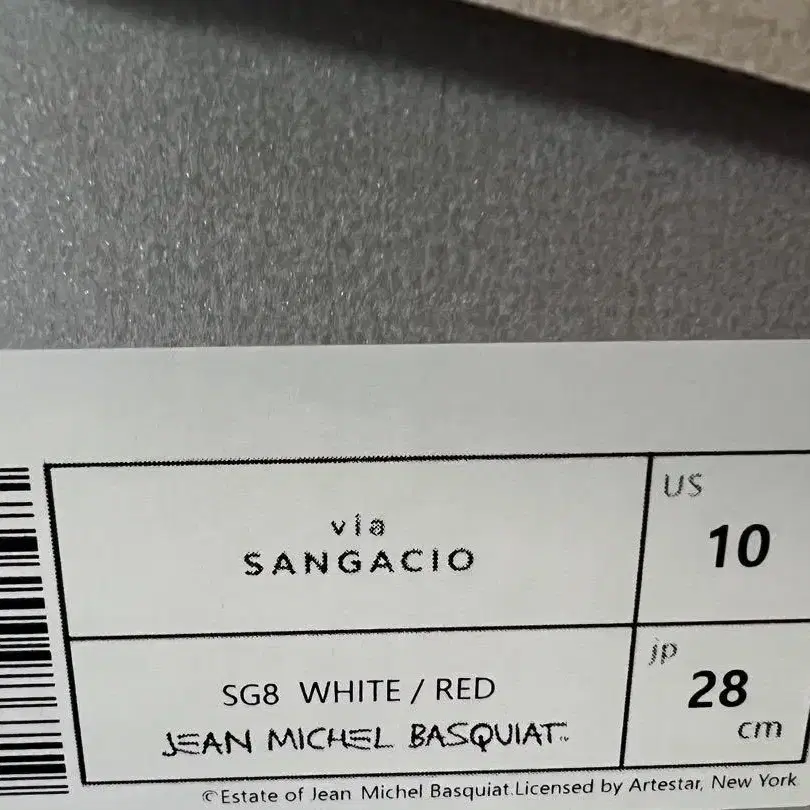 via
SANGACIO
US
10
SG8 WHITE / RED
JEAN MICHEL BASQUIAT
jp
28
cm
©Estate of Jean Michel Basquiat.Licensed by Artestar, New York